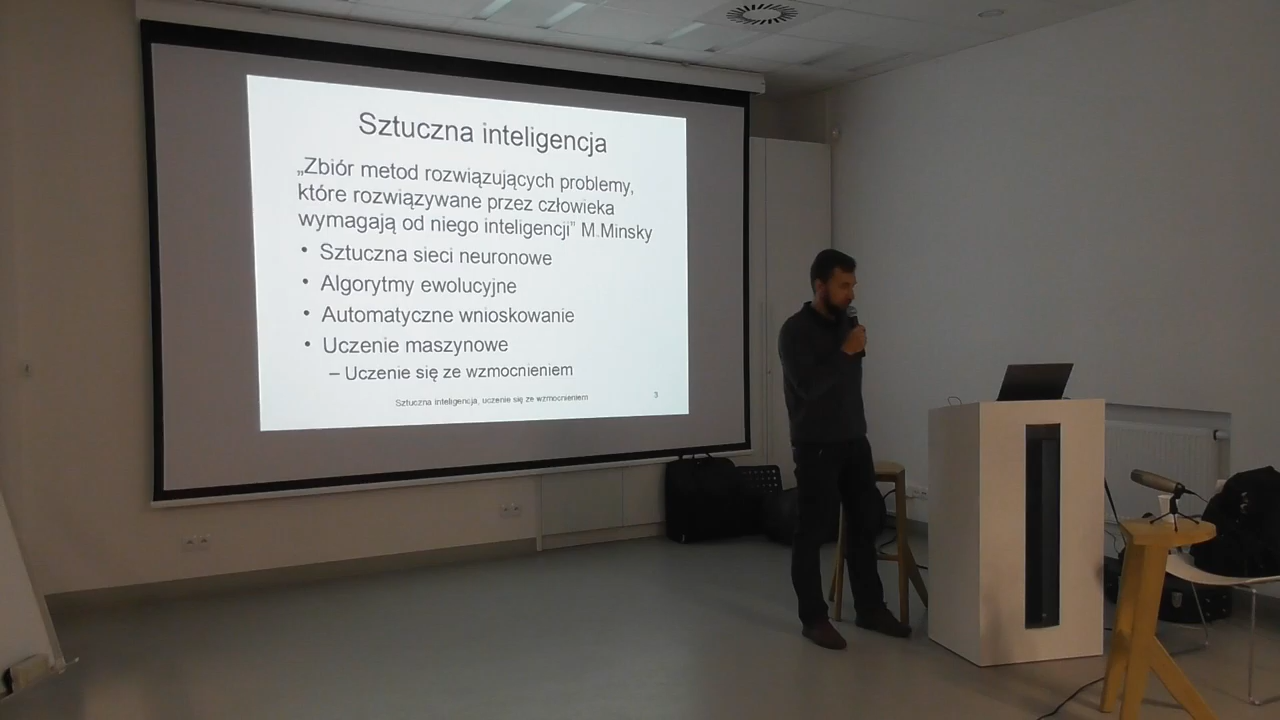 Sztuczna inteligencja
„Zbiór metod rozwiązujących problemy,
które rozwiązywane przez człowieka
wymagają od niego inteligencji” M.Minsky
• Sztuczna sieci neuronowe
• Algorytmy ewolucyjne
• Automatyczne wnioskowanie
• Uczenie maszynowe
– Uczenie się ze wzmocnieniem
Sztuczna inteligencja, uczenie się ze wzmocnieniem 3